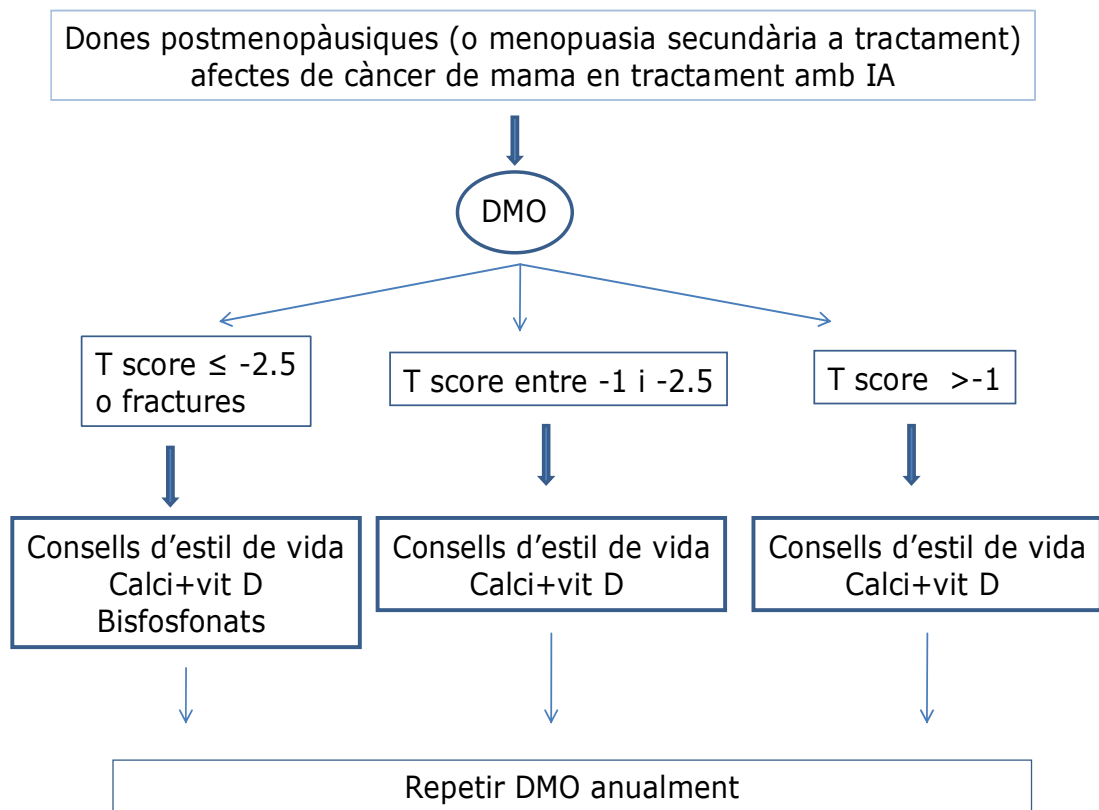 Dones postmenopàusiques (o menopuasia secundària a tractament)
afectes de càncer de mama en tractament amb IA
DMO
T score ≤ -2.5
o fractures
T score entre -1 i -2.5
T score >-1
Consells d’estil de vida
Calci+vit D
Bisfosfonats
Consells d’estil de vida
Calci+vit D
Consells d’estil de vida
Calci+vit D
Repetir DMO anualment